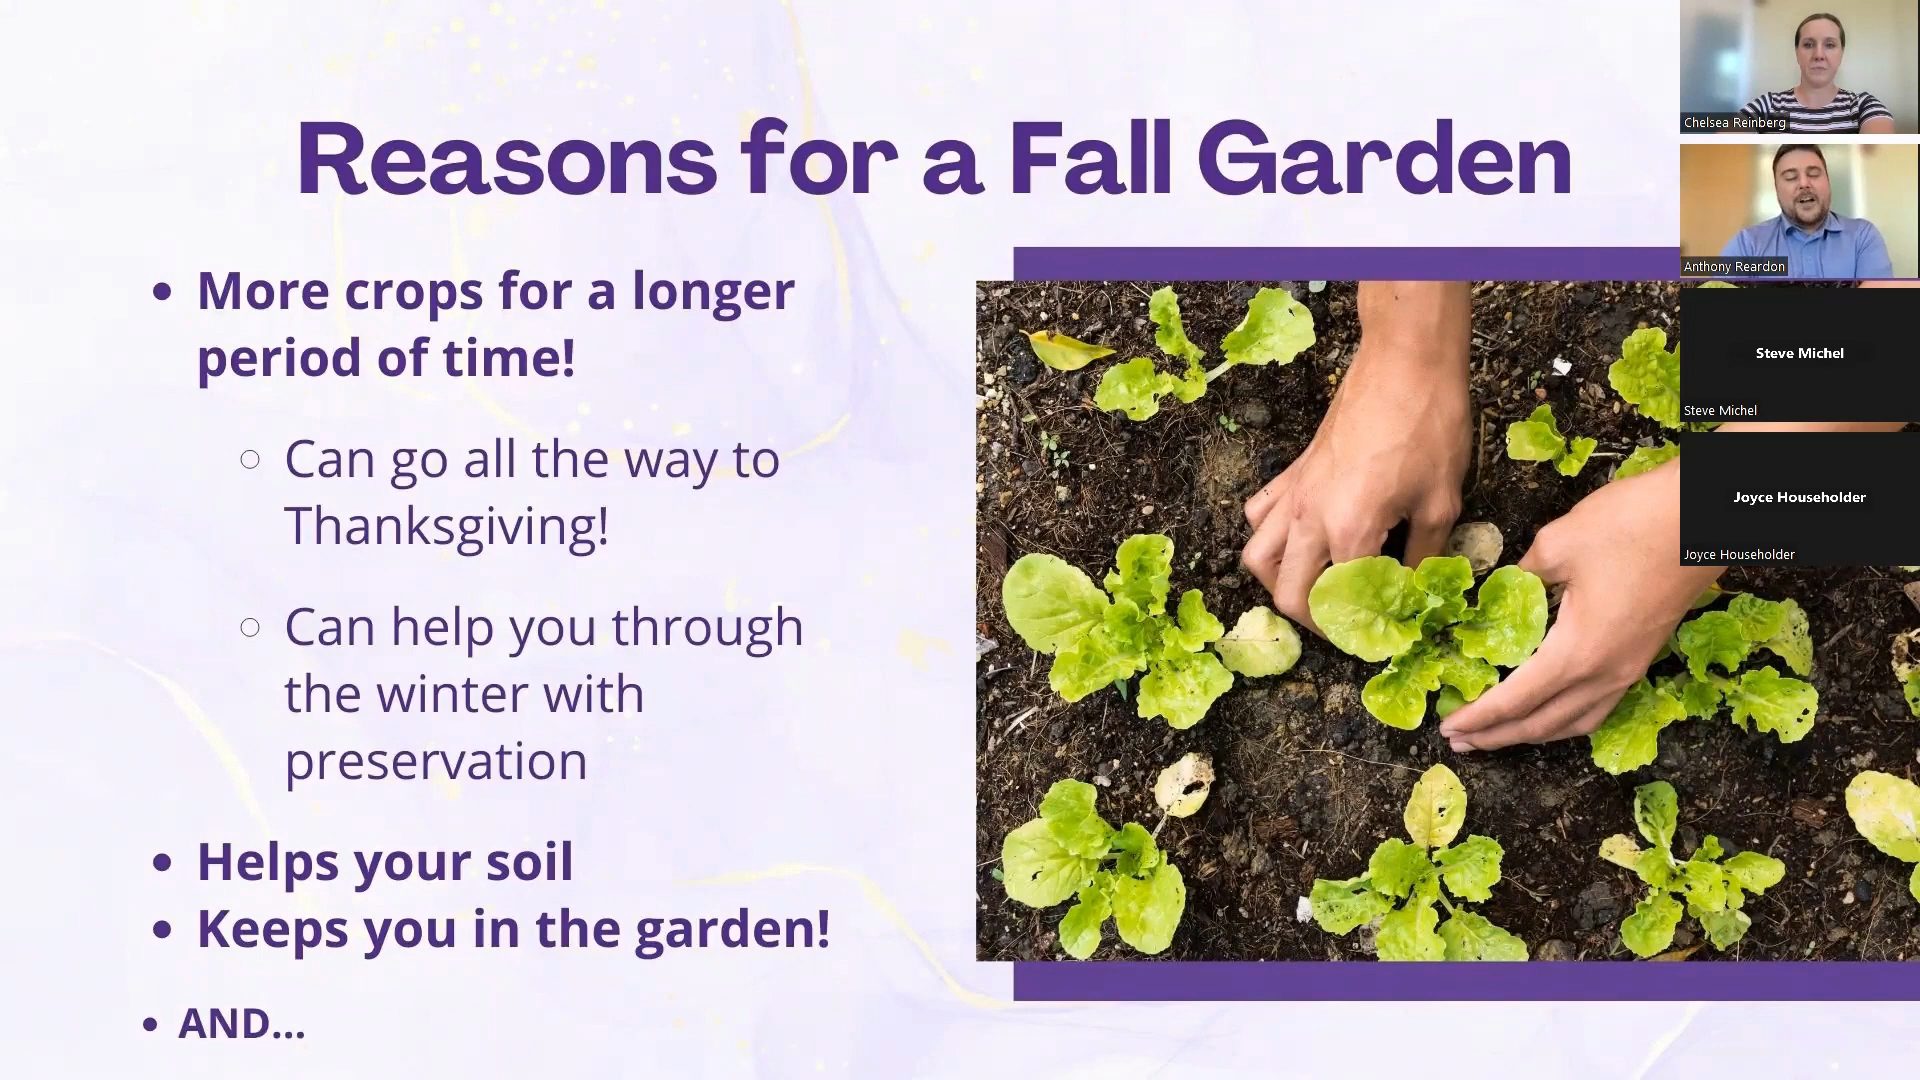 Reasons for a Fall Garden
• More crops for a longer
period of time!
○ Can go all the way to
Thanksgiving!
○ Can help you through
the winter with
preservation
• Helps your soil
• Keeps you in the garden!
• AND...
Chelsea Reinberg
Anthony Reardon
Steve Michel
Steve Michel
Joyce Householder
Joyce Householder